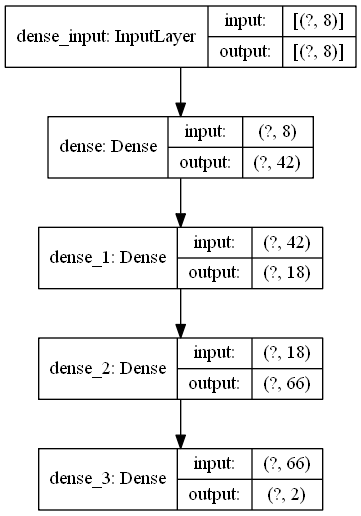 dense_input: InputLayer
input: [(?, 8)]
output: [(?, 8)]
dense: Dense
input: (?, 8)
output: (?, 42)
dense_1: Dense
input: (?, 42)
output: (?, 18)
dense_2: Dense
input: (?, 18)
output: (?, 66)
dense_3: Dense
input: (?, 66)
output: (?, 2)